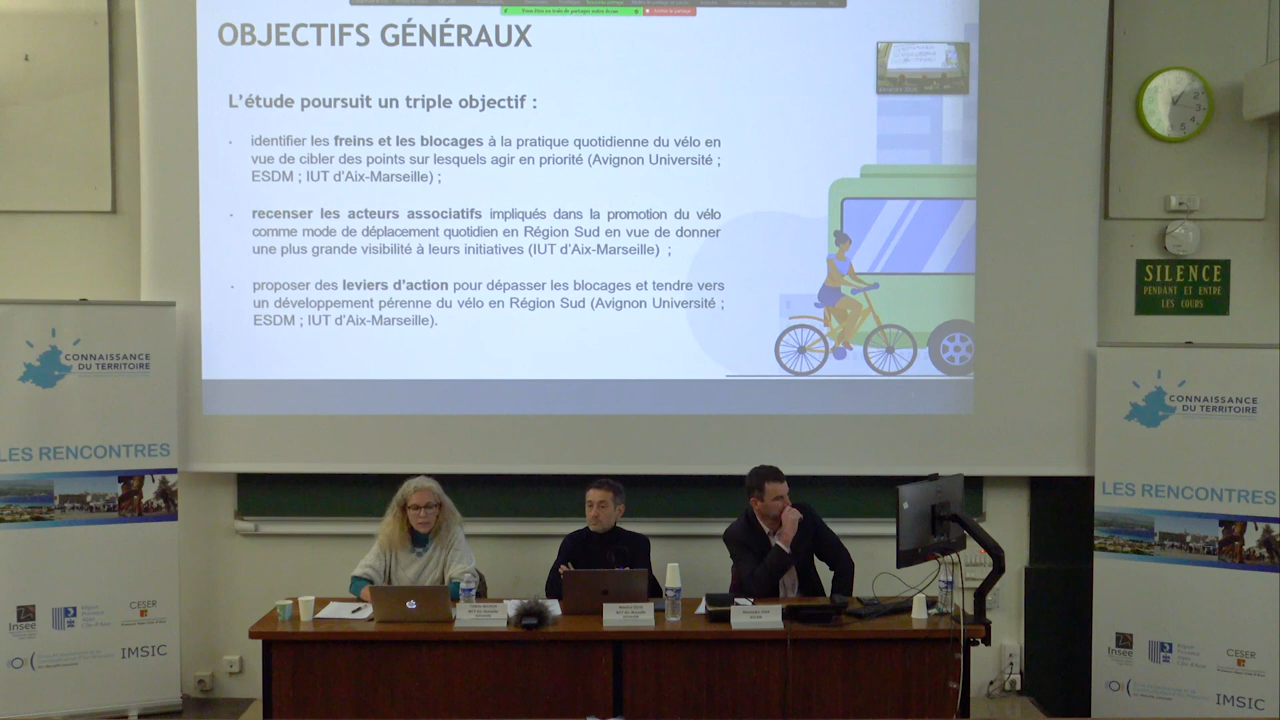 OBJECTIFS GÉNÉRAUX
L'étude poursuit un triple objectif :
identifier les freins et les blocages à la pratique quotidienne du vélo en
vue de cibler des points sur lesquels agir en priorité (Avignon Université ;
ESDM ; IUT d'Aix-Marseille) ;
recenser les acteurs associatifs impliqués dans la promotion du vélo
comme mode de déplacement quotidien en Région Sud en vue de donner
une plus grande visibilité à leurs initiatives (IUT d'Aix-Marseille) ;
proposer des leviers d'action pour dépasser les blocages et tendre vers
un développement pérenne du vélo en Région Sud (Avignon Université ;
ESDM ; IUT d'Aix-Marseille).
SILENCE
PENDANT ET ENTRE
LES COURS
CONNAISSANCE
DU TERRITOIRE
LES RENCONTRES
Insee
CESER
IMSIC
CONNAISSANCE
DU TERRITOIRE
LES RENCONTRES
Insee
CESER
IMSIC